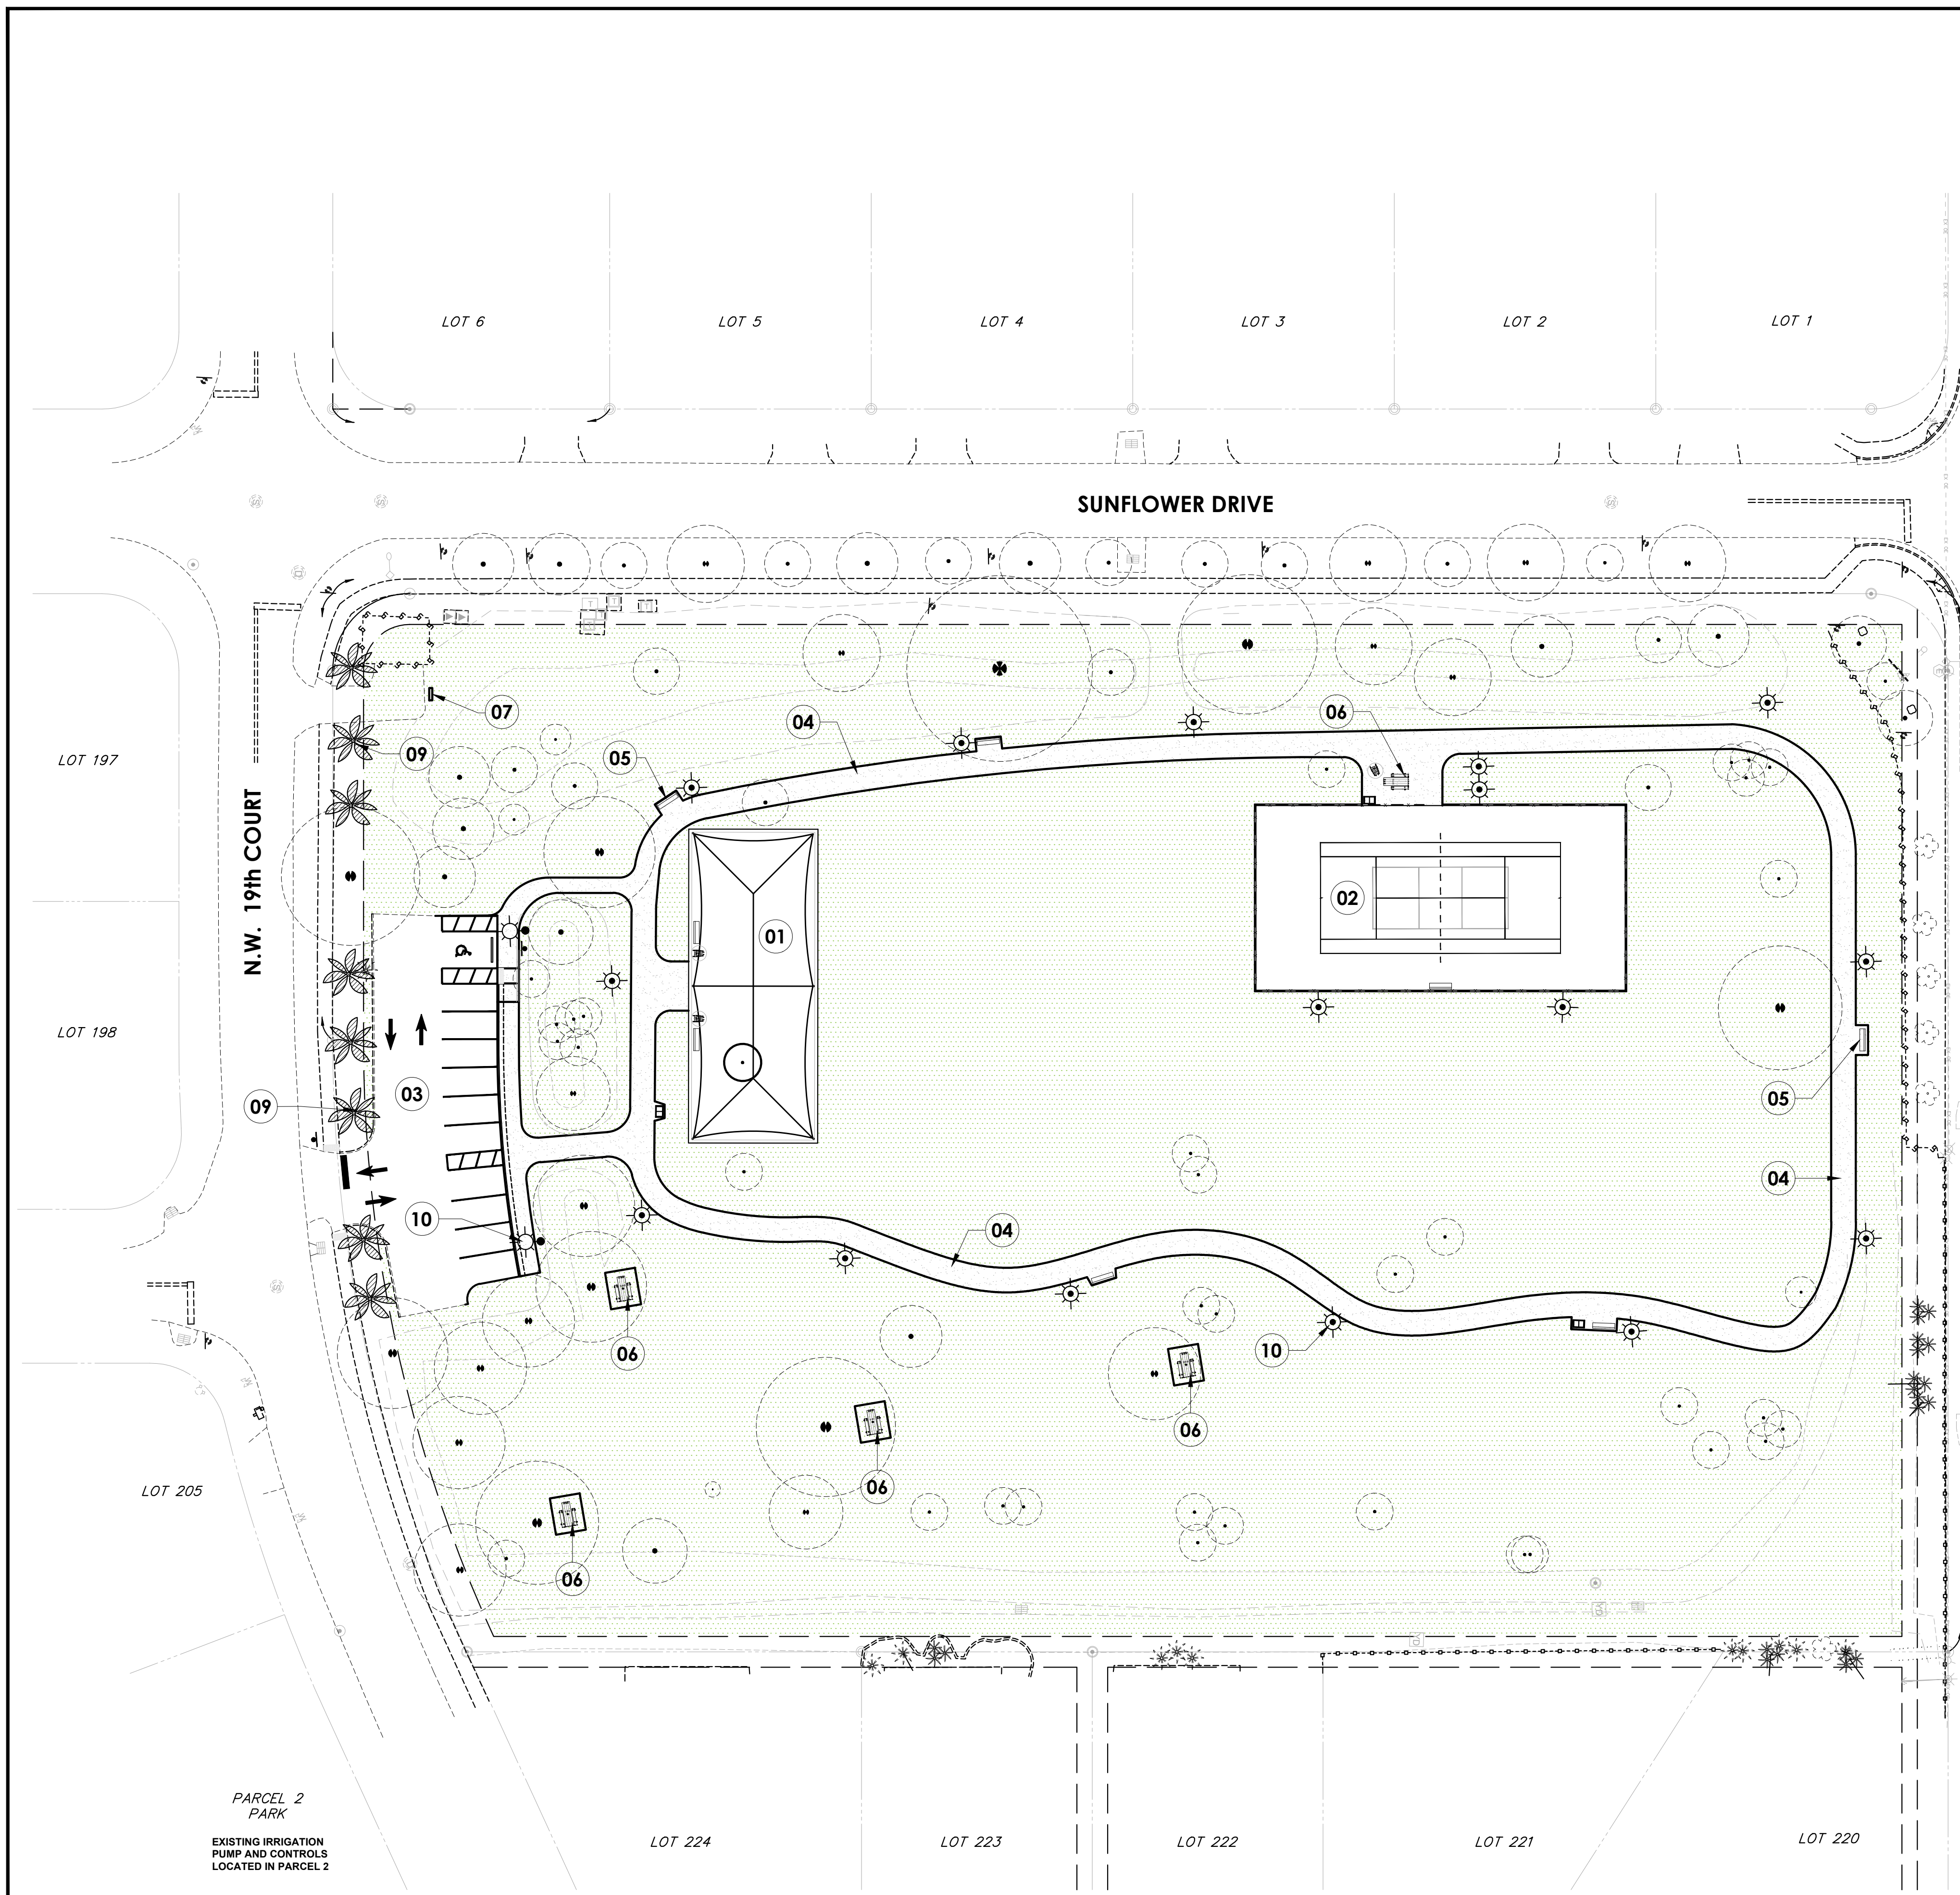 LOT 6
LOT 5
LOT 4
LOT 3
LOT 2
LOT 1
SUNFLOWER DRIVE
N.W. 19th COURT
LOT 197
LOT 198
LOT 205
07
09
04
05
06
01
02
03
09
05
04
10
04
10
06
06
06
06
PARCEL 2
PARK
EXISTING IRRIGATION
PUMP AND CONTROLS
LOCATED IN PARCEL 2
LOT 224
LOT 223
LOT 222
LOT 221
LOT 220